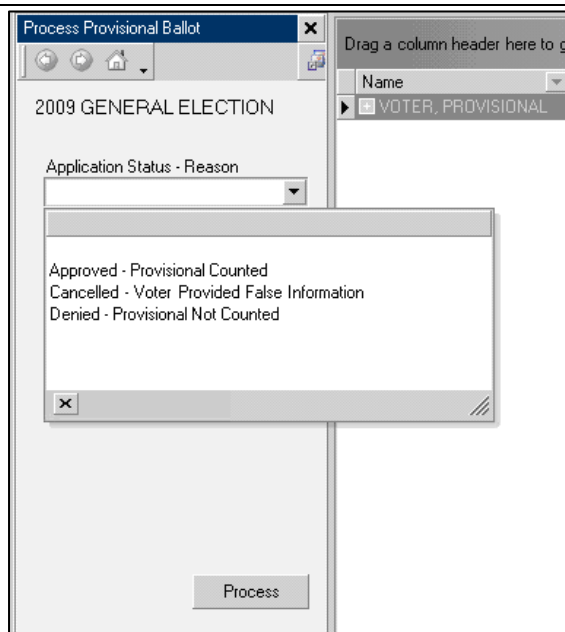 Process Provisional Ballot
Drag a column header here to g
Name
VOTER, PROVISIONAL
2009 GENERAL ELECTION
Application Status - Reason
Approved - Provisional Counted
Cancelled - Voter Provided False Information
Denied - Provisional Not Counted
Process